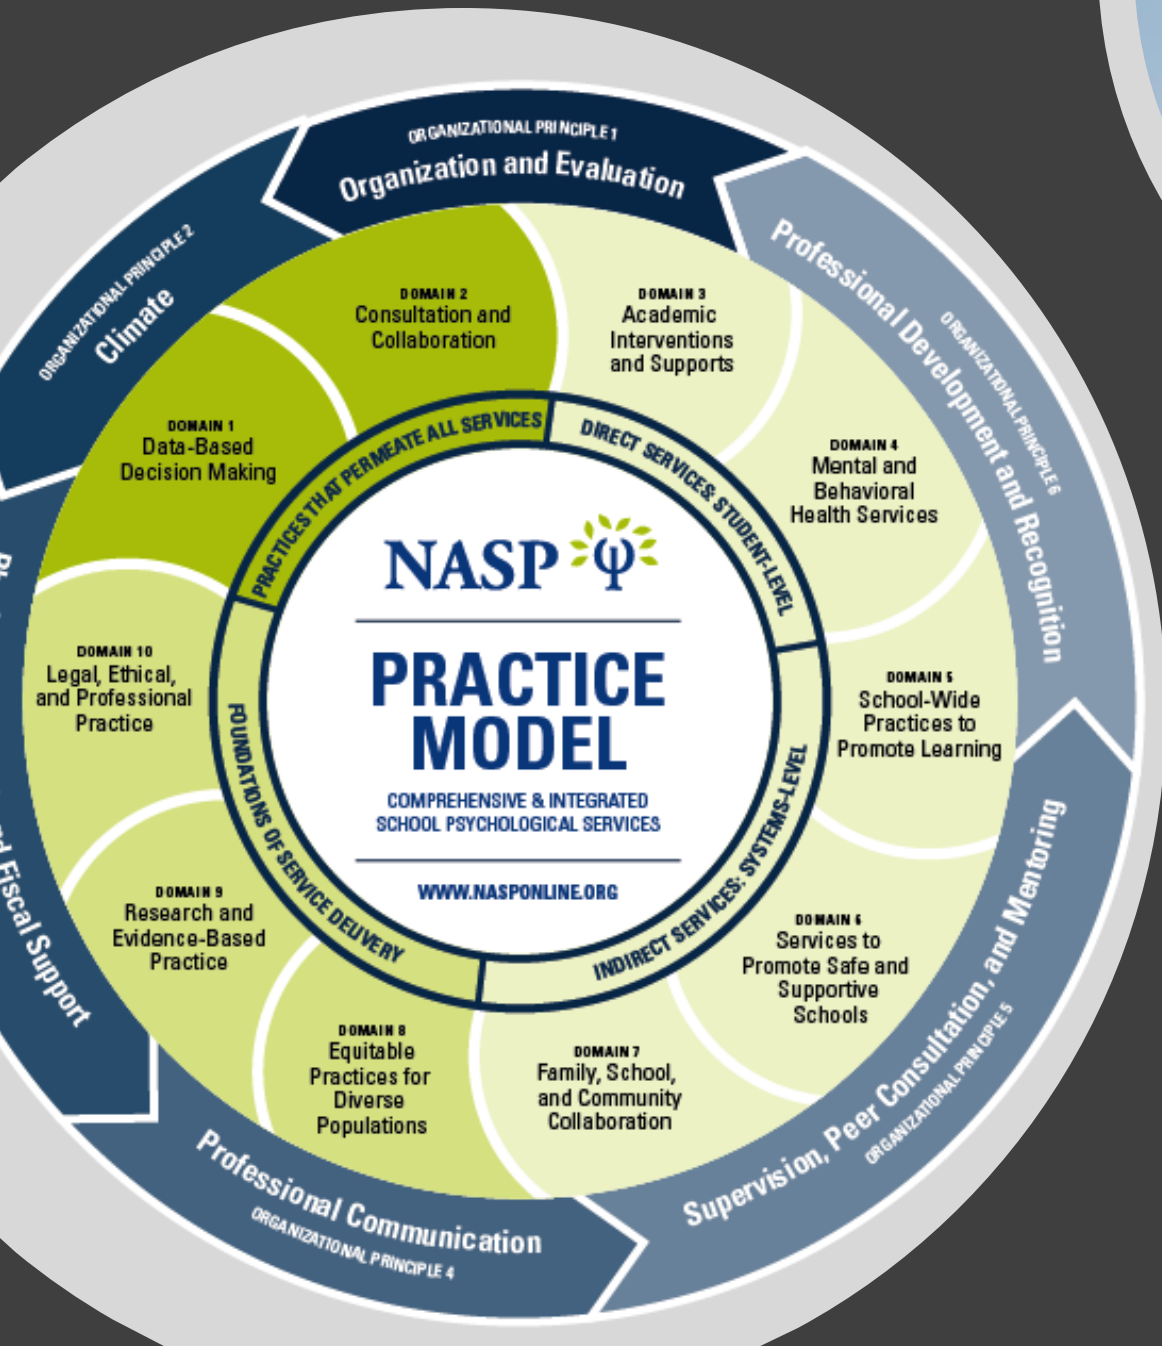 ORGANIZATIONAL PRINCIPLE 1
Organization and Evaluation
ORGANIZATIONAL PRINCIPLE 2
Climate
Professional Development and Recognition
ORGANIZATIONAL PRINCIPLE 6
DOMAIN 2
Consultation and
Collaboration
DOMAIN 3
Academic
Interventions
and Supports
DOMAIN 1
Data-Based
Decision Making
DOMAIN 4
Mental and
Behavioral
Health Services
PRACTICES THAT PERMEATE ALL SERVICES
DIRECT SERVICES: STUDENT-LEVEL
NASP
PRACTICE
MODEL
COMPREHENSIVE & INTEGRATED
SCHOOL PSYCHOLOGICAL SERVICES
WWW.NASPONLINE.ORG
DOMAIN 10
Legal, Ethical,
and Professional
Practice
DOMAIN 5
School-Wide
Practices to
Promote Learning
FOUNDATIONS OF SERVICE DELIVERY
INDIRECT SERVICES: SYSTEMS-LEVEL
DOMAIN 9
Research and
Evidence-Based
Practice
DOMAIN 6
Services to
Promote Safe and
Supportive
Schools
DOMAIN 8
Equitable
Practices for
Diverse
Populations
DOMAIN 7
Family, School,
and Community
Collaboration
Fiscal Support
Supervision, Peer Consultation, and Mentoring
ORGANIZATIONAL PRINCIPLE 5
Professional Communication
ORGANIZATIONAL PRINCIPLE 4